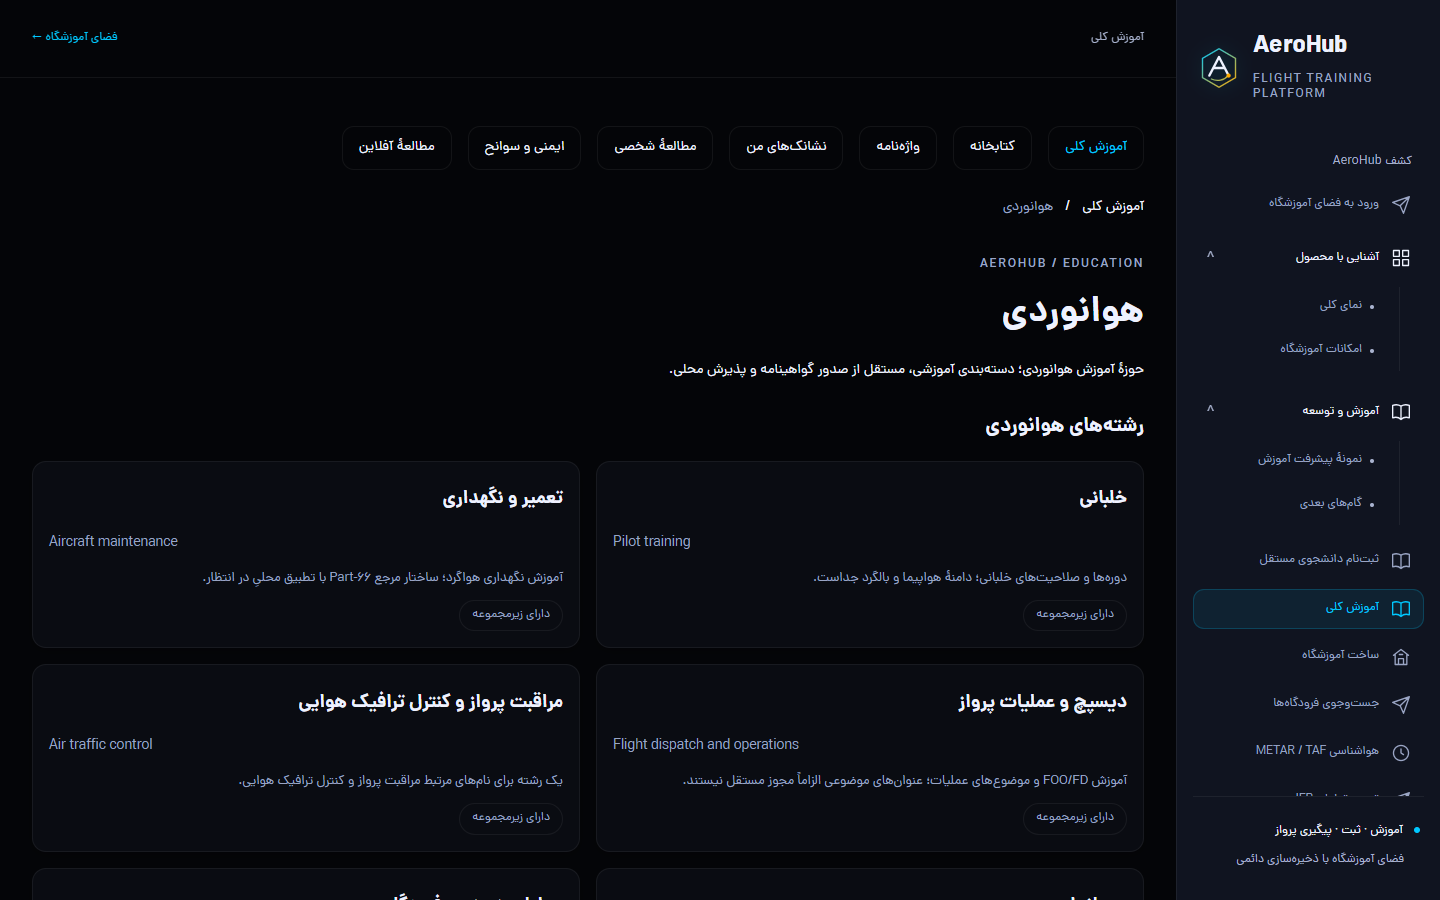 AeroHub
FLIGHT TRAINING
PLATFORM
کشف AeroHub
ورود به فضای آموزشگاه
آشنایی با محصول
نمای کلی
امکانات آموزشگاه
آموزش و توسعه
نمونهٔ پیشرفت آموزش
گام‌های بعدی
ثبت‌نام دانشجوی مستقل
آموزش کلی
ساخت آموزشگاه
جست‌وجوی فرودگاه‌ها
هواشناسی METAR / TAF
آموزش · ثبت · پیگیری پرواز
فضای آموزشگاه با ذخیره‌سازی دائمی
آموزش کلی
فضای آموزشگاه ←
آموزش کلی
کتابخانه
واژه‌نامه
نشانک‌های من
مطالعهٔ شخصی
ایمنی و سوانح
مطالعهٔ آفلاین
آموزش کلی / هوانوردی
AEROHUB / EDUCATION
هوانوردی
حوزهٔ آموزش هوانوردی؛ دسته‌بندی آموزشی، مستقل از صدور گواهینامه و پذیرش محلی.
رشته‌های هوانوردی
خلبانی
Pilot training
دوره‌ها و صلاحیت‌های خلبانی؛ دامنهٔ هواپیما و بالگرد جداست.
دارای زیرمجموعه
تعمیر و نگهداری
Aircraft maintenance
آموزش نگهداری هواگرد؛ ساختار مرجع Part-۶۶ با تطبیق محلیِ در انتظار.
دارای زیرمجموعه
دیسپچ و عملیات پرواز
Flight dispatch and operations
آموزش FOO/FD و موضوع‌های عملیات؛ عنوان‌های موضوعی الزاماً مجوز مستقل نیستند.
دارای زیرمجموعه
مراقبت پرواز و کنترل ترافیک هوایی
Air traffic control
یک رشته برای نام‌های مرتبط مراقبت پرواز و کنترل ترافیک هوایی.
دارای زیرمجموعه